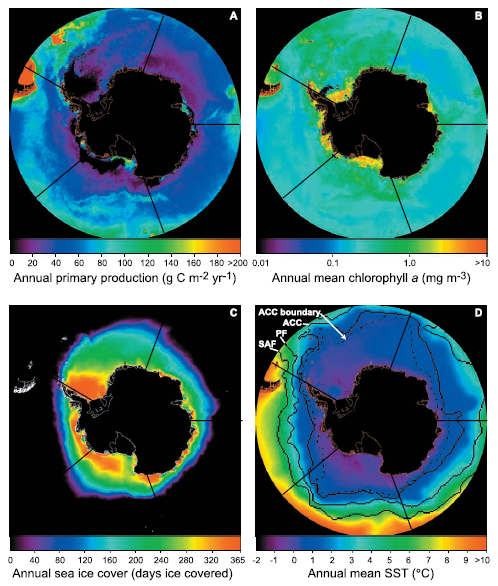 A
B
0 20 40 60 80 100 120 140 160 180 >200
Annual primary production (g C m-2 yr-1)
0.01 0.1 1.0 >10
Annual mean chlorophyll a (mg m-3)
C
D
ACC boundary
ACC
PF
SAF
0 40 80 120 160 200 240 280 320 365
Annual sea ice cover (days ice covered)
-2 -1 0 1 2 3 4 5 6 7 8 9 >10
Annual mean SST (°C)